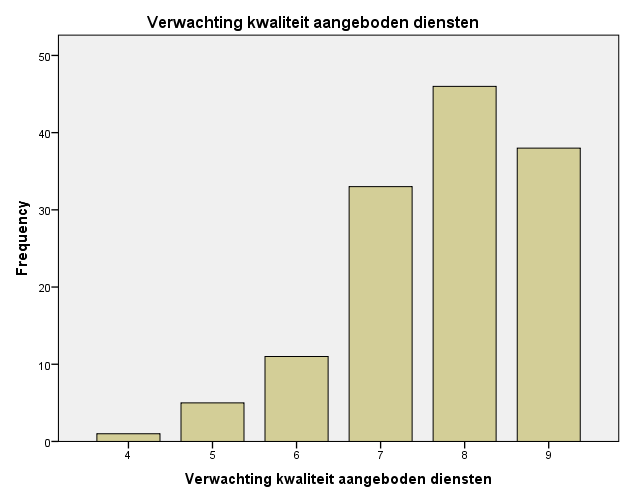 Verwachting kwaliteit aangeboden diensten
50
40
30
20
10
0
Frequency
4 5 6 7 8 9
Verwachting kwaliteit aangeboden diensten